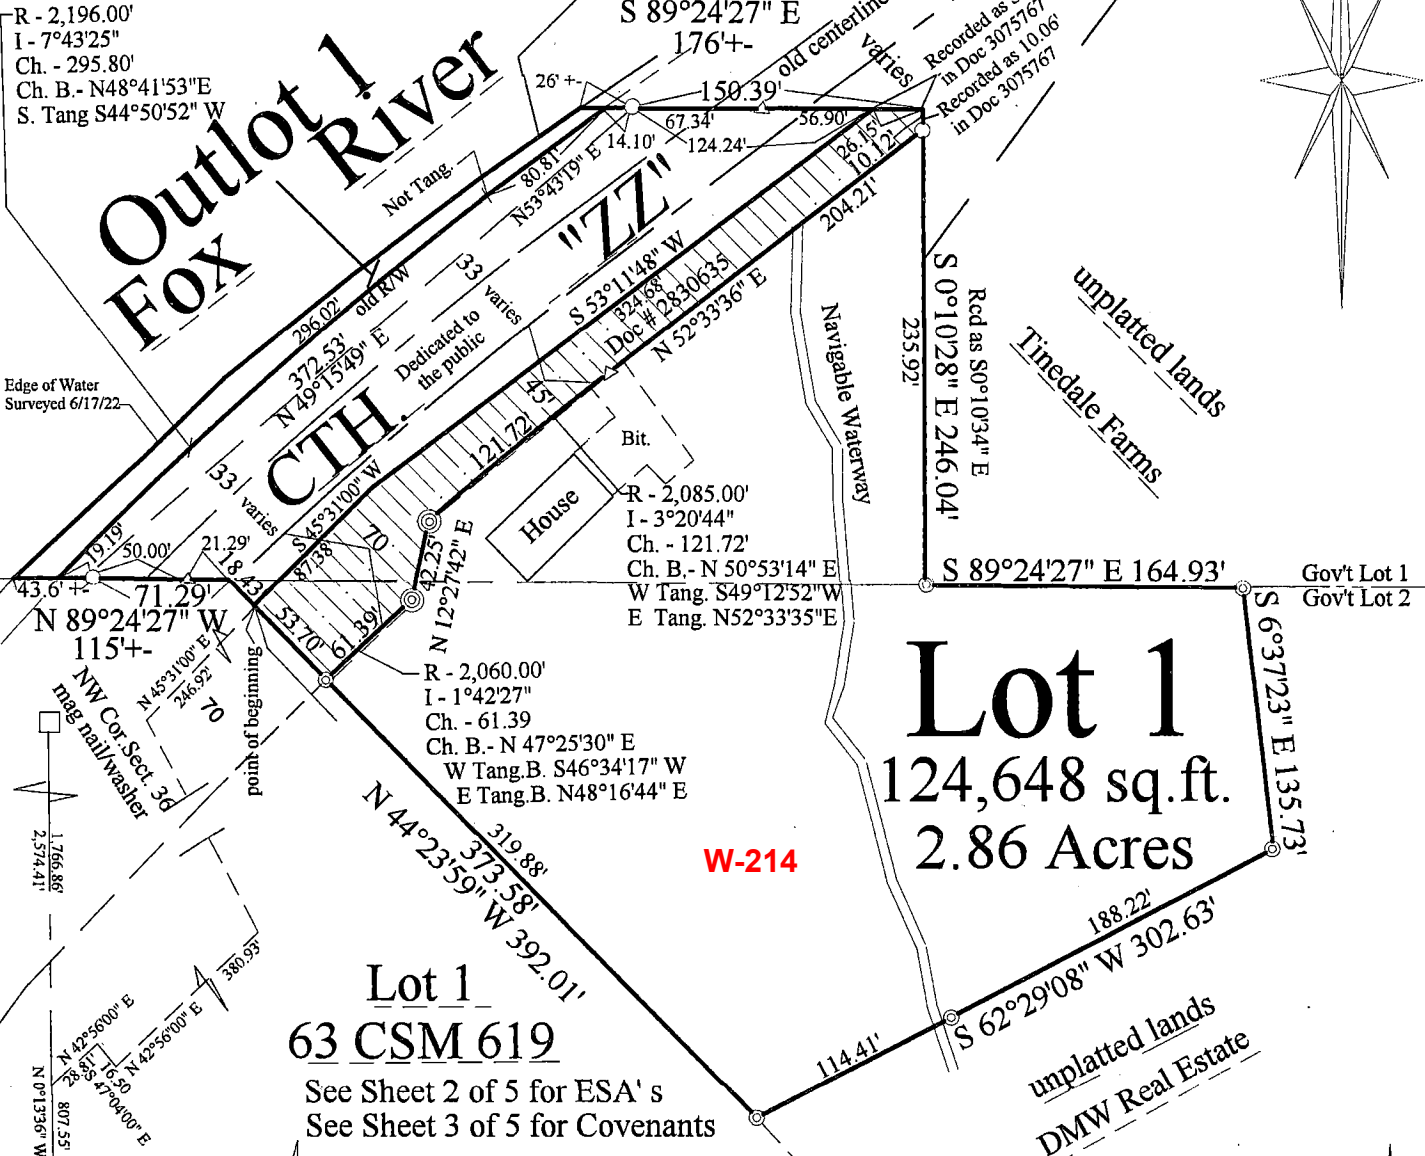 R - 2,196.00'
I - 7°43'25"
Ch. - 295.80'
Ch. B.- N48°41'53"E
S. Tang S44°50'52" W
Outlot 1
Fox River
S 89°24'27" E
176'+-
26' +-
150.39'
old centerline
varies
Recorded as
in Doc 3075767
Recorded as 10.06'
in Doc 3075767
67.34'
56.90'
14.10'
124.24'
26.15'
10.12'
204.21'
Not Tang.
80.81'
N53°43'19" E
"ZZ"
33
varies
S 53°11'48" W
324.68'
Doc # 2830635
N 52°33'36" E
296.02'
old R/W
372.53'
N 49°15'49" E
Dedicated to
the public
CTH.
Edge of Water
Surveyed 6/17/22
33
varies
45'
121.72'
S 45°31'00" W
87.38'
70
House
Bit.
Navigable Waterway
235.92'
S 0°10'28" E 246.04'
Rcd as S0°10'34" E
unplatted lands
Tinedale Farms
R - 2,085.00'
I - 3°20'44"
Ch. - 121.72'
Ch. B.- N 50°53'14" E
W Tang. S49°12'52"W
E Tang. N52°33'35"E
19.19'
50.00'
21.29'
18.43'
43.6' +-
71.29'
N 89°24'27" W
115'+-
53.70'
61.39'
42.25'
N 12°27'42" E
S 89°24'27" E 164.93'
Gov't Lot 1
Gov't Lot 2
N 45°31'00" E
246.92'
70
point of beginning
NW Cor. Sect. 36
mag nail/washer
R - 2,060.00'
I - 1°42'27"
Ch. - 61.39
Ch. B.- N 47°25'30" E
W Tang.B. S46°34'17" W
E Tang.B. N48°16'44" E
Lot 1
124,648 sq.ft.
2.86 Acres
S 6°37'23" E 135.73'
W-214
319.88'
373.58'
N 44°23'59" W 392.01'
1,766.86'
2,574.41'
188.22'
S 62°29'08" W 302.63'
114.41'
380.93'
Lot 1
63 CSM 619
See Sheet 2 of 5 for ESA' s
See Sheet 3 of 5 for Covenants
unplatted lands
DMW Real Estate
N 42°56'00" E
28.81'
16.50
S 47°04'00" E
N 42°56'00" E
N 0°13'36" W
807.55'